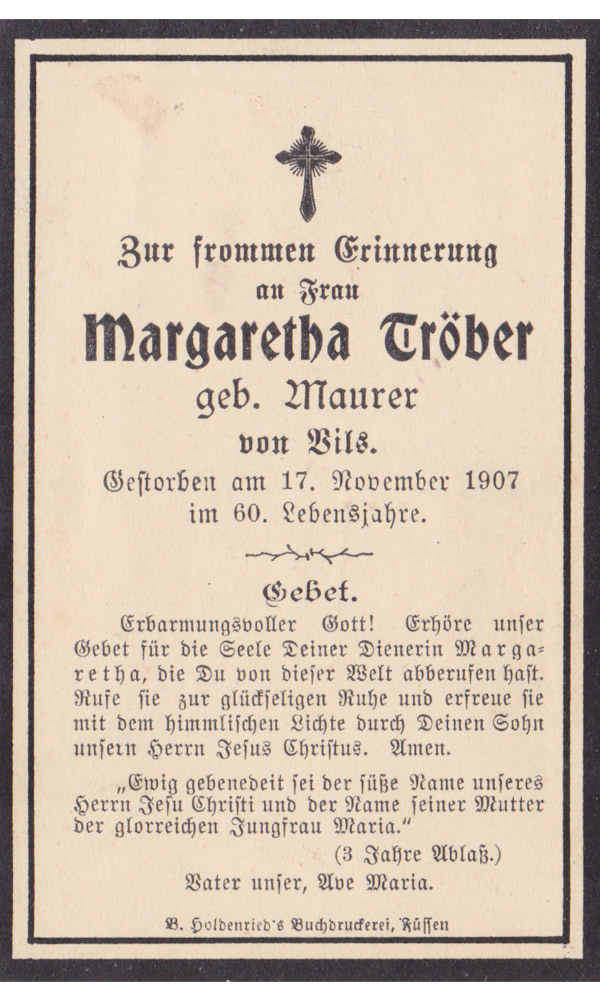 Zur frommen Erinnerung
an Frau
Margaretha Tröber
geb. Maurer
von Vils.
Gestorben am 17. November 1907
im 60. Lebensjahre.
Gebet.
Erbarmungsvoller Gott! Erhöre unser
Gebet für die Seele Deiner Dienerin Marga-
retha, die Du von dieser Welt abberufen hast.
Rufe sie zur glückseligen Ruhe und erfreue sie
mit dem himmlischen Lichte durch Deinen Sohn
unsern Herrn Jesus Christus. Amen.
„Ewig gebenedeit sei der süße Name unseres
Herrn Jesu Christi und der Name seiner Mutter
der glorreichen Jungfrau Maria.“
(3 Jahre Ablaß.)
Vater unser, Ave Maria.
B. Holdenried's Buchdruckerei, Füssen